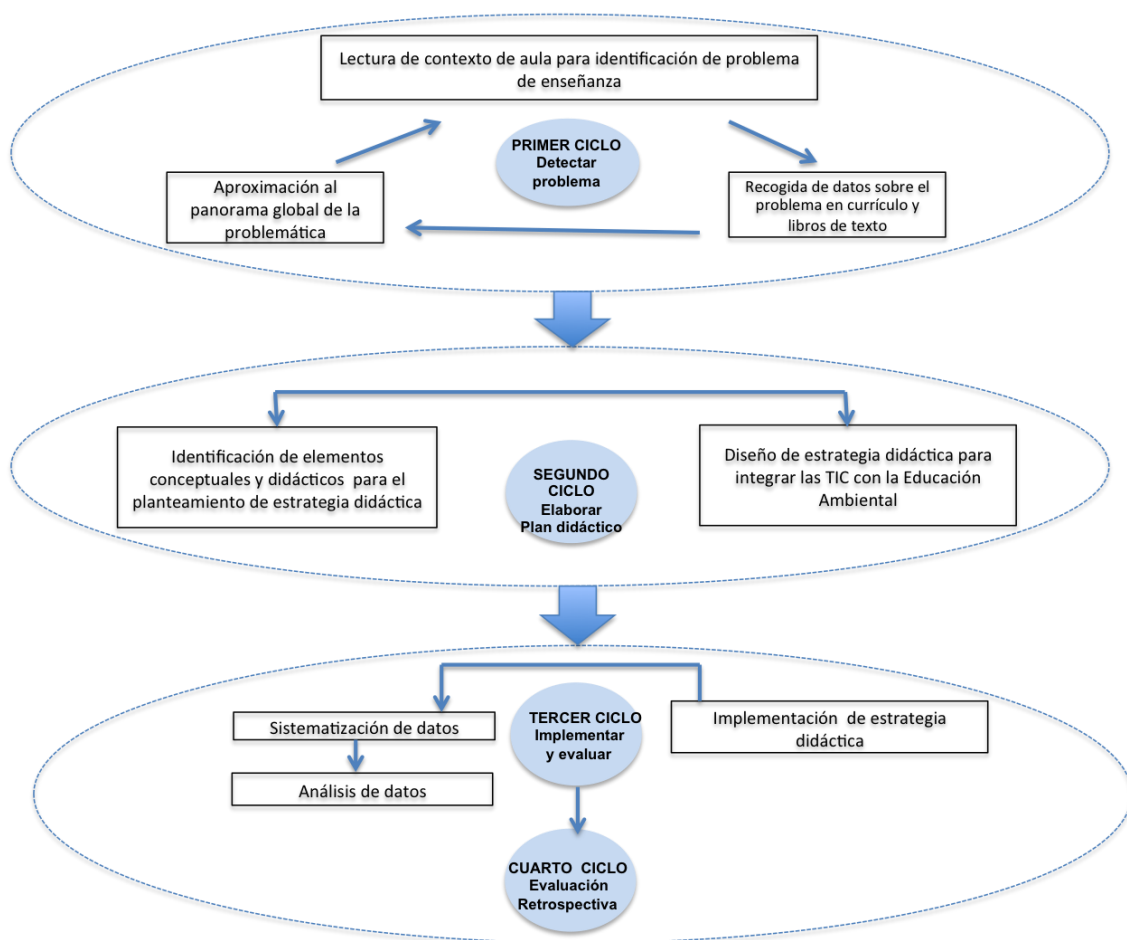 Lectura de contexto de aula para identificación de problema
de enseñanza
PRIMER CICLO
Detectar
problema
Aproximación al
panorama global de la
problemática
Recogida de datos sobre el
problema en currículo y
libros de texto
Identificación de elementos
conceptuales y didácticos para el
planteamiento de estrategia didáctica
SEGUNDO
CICLO
Elaborar
Plan didáctico
Diseño de estrategia didáctica para
integrar las TIC con la Educación
Ambiental
Sistematización de datos
Análisis de datos
TERCER CICLO
Implementar
y evaluar
Implementación de estrategia
didáctica
CUARTO CICLO
Evaluación
Retrospectiva